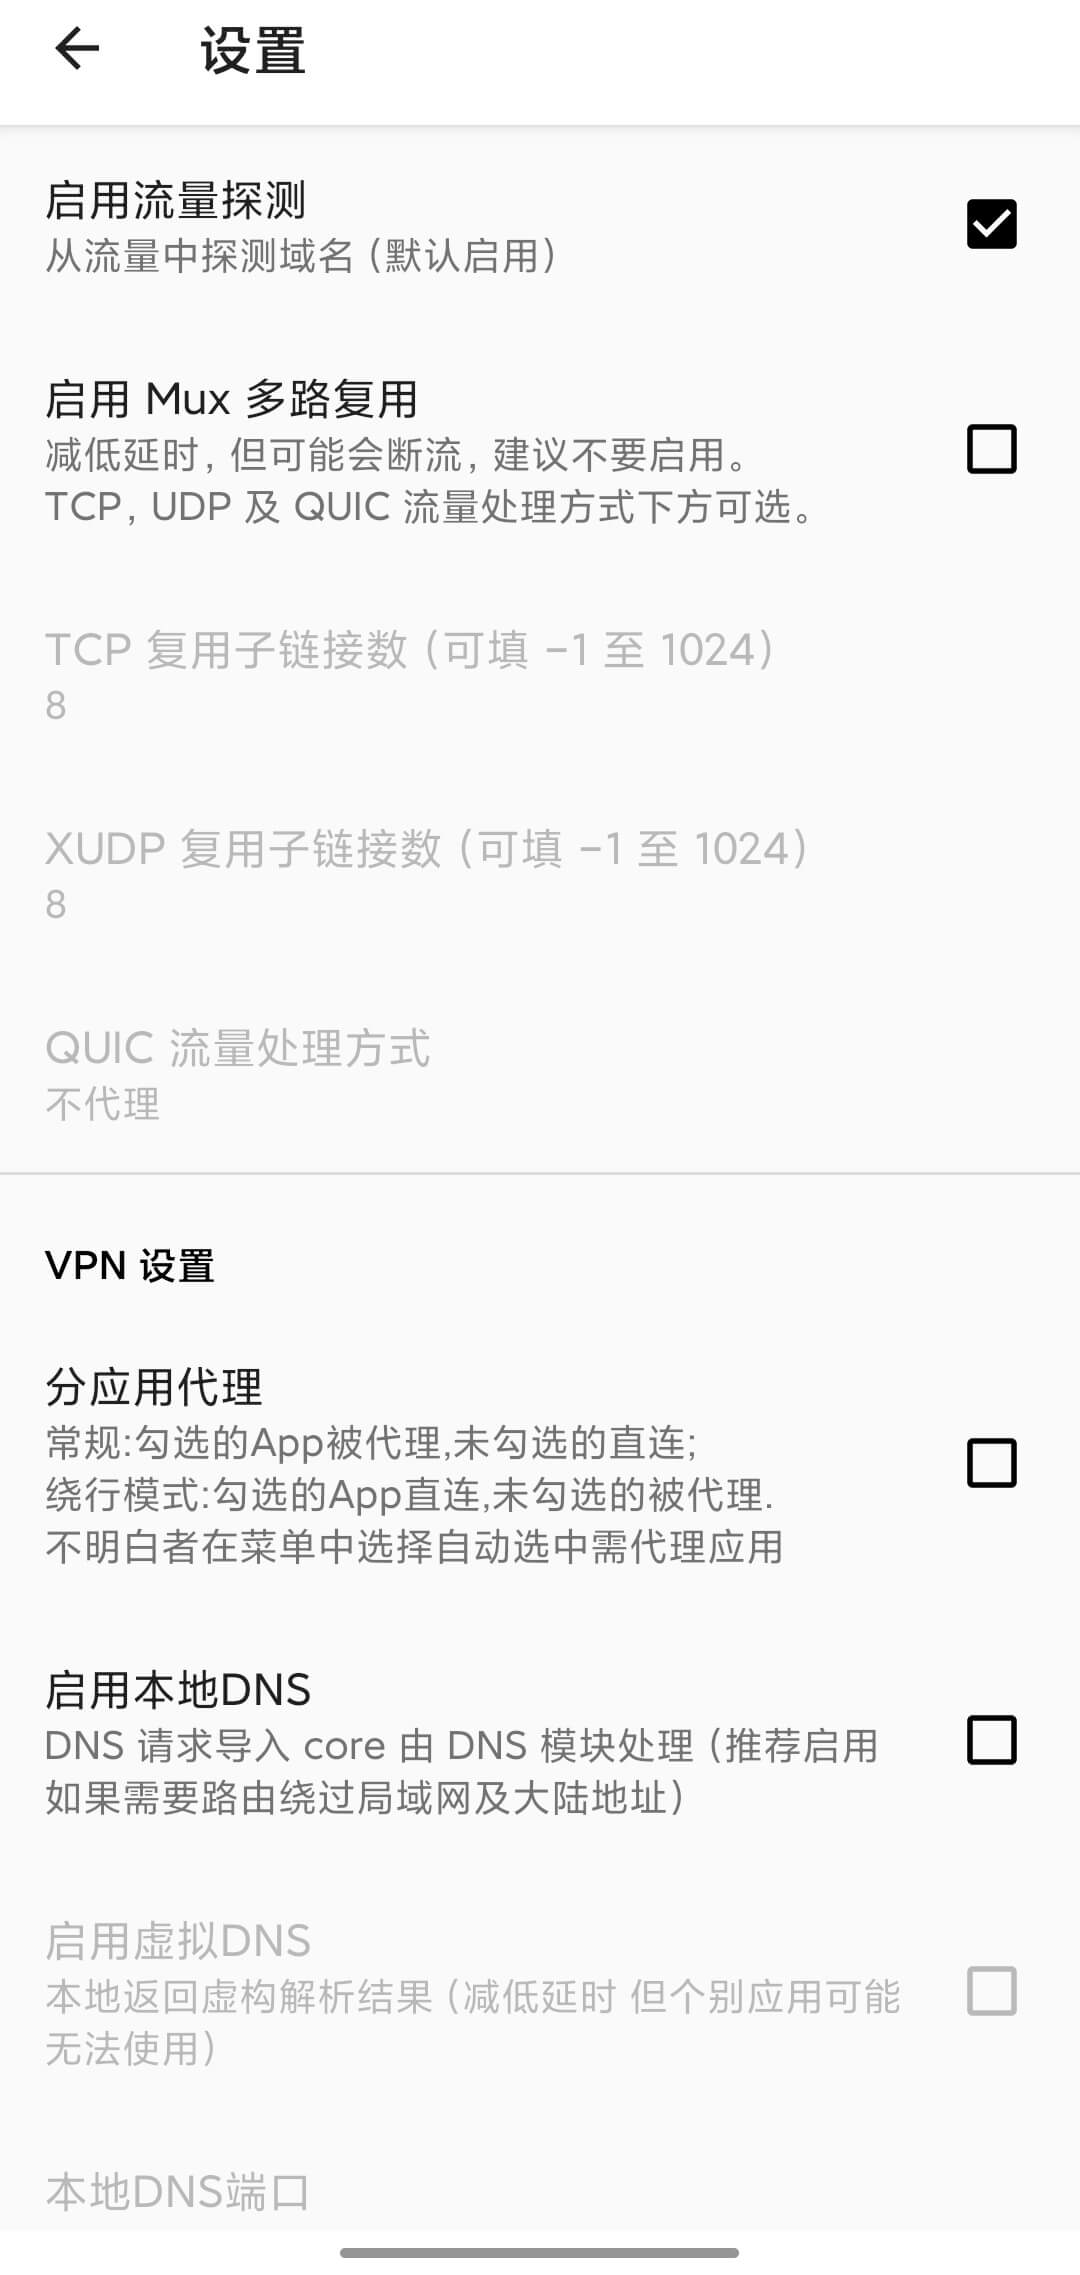 设置
启用流量探测
从流量中探测域名（默认启用）
启用 Mux 多路复用
减低延时，但可能会断流，建议不要启用。
TCP，UDP 及 QUIC 流量处理方式下方可选。
TCP 复用子链接数（可填 -1 至 1024）
8
XUDP 复用子链接数（可填 -1 至 1024）
8
QUIC 流量处理方式
不代理
VPN 设置
分应用代理
常规:勾选的App被代理,未勾选的直连;
绕行模式:勾选的App直连,未勾选的被代理.
不明白者在菜单中选择自动选中需代理应用
启用本地DNS
DNS 请求导入 core 由 DNS 模块处理（推荐启用
如果需要路由绕过局域网及大陆地址）
启用虚拟DNS
本地返回虚构解析结果（减低延时 但个别应用可能
无法使用）
本地DNS端口